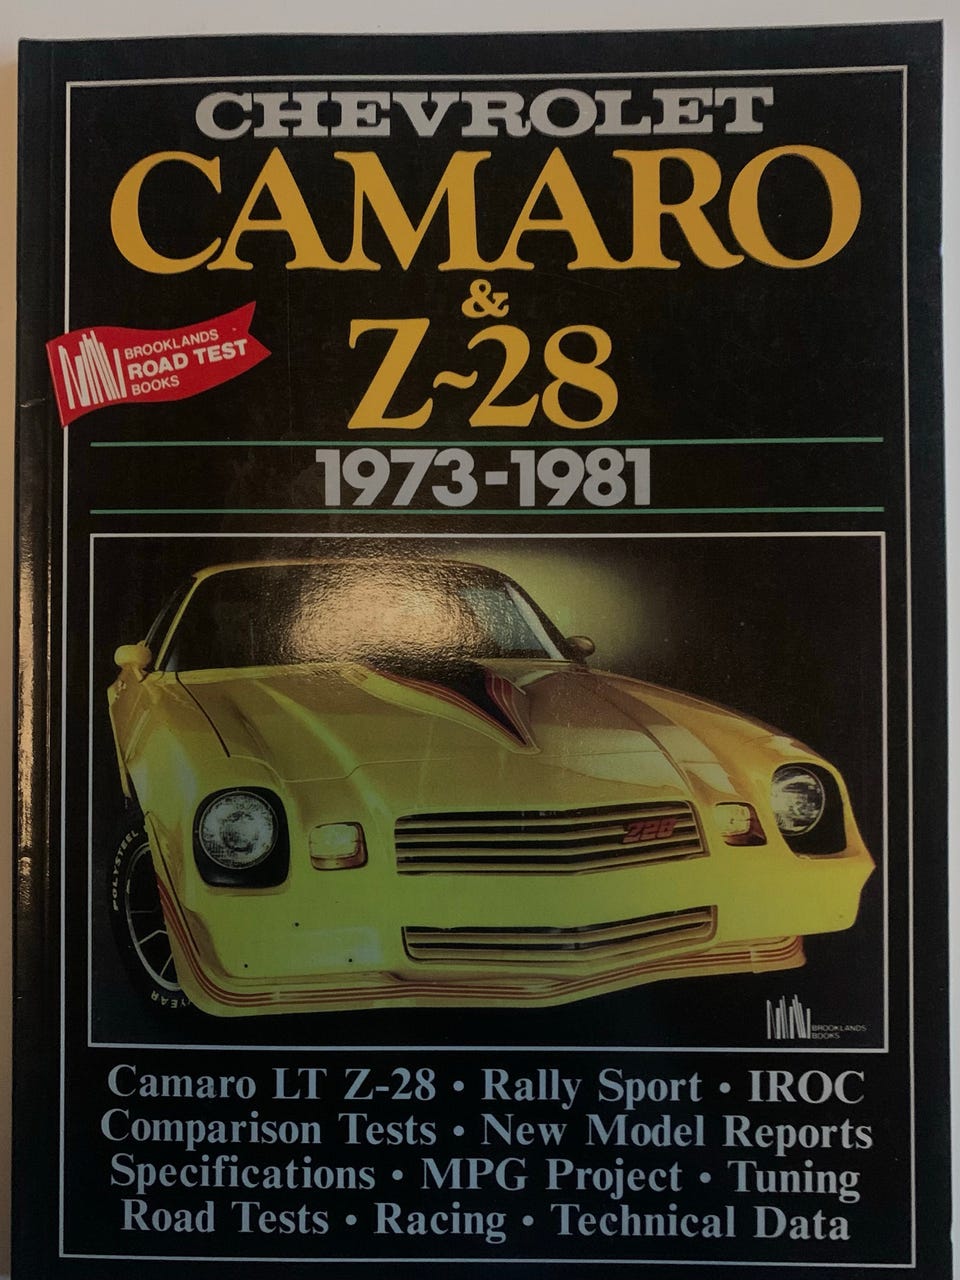 CHEVROLET
CAMARO
&
Z-28
BROOKLANDS
ROAD TEST
BOOKS
1973-1981
Z28
POLYSTEEL
YEAR
BROOKLANDS
BOOKS
Camaro LT Z-28 • Rally Sport • IROC
Comparison Tests • New Model Reports
Specifications • MPG Project • Tuning
Road Tests • Racing • Technical Data